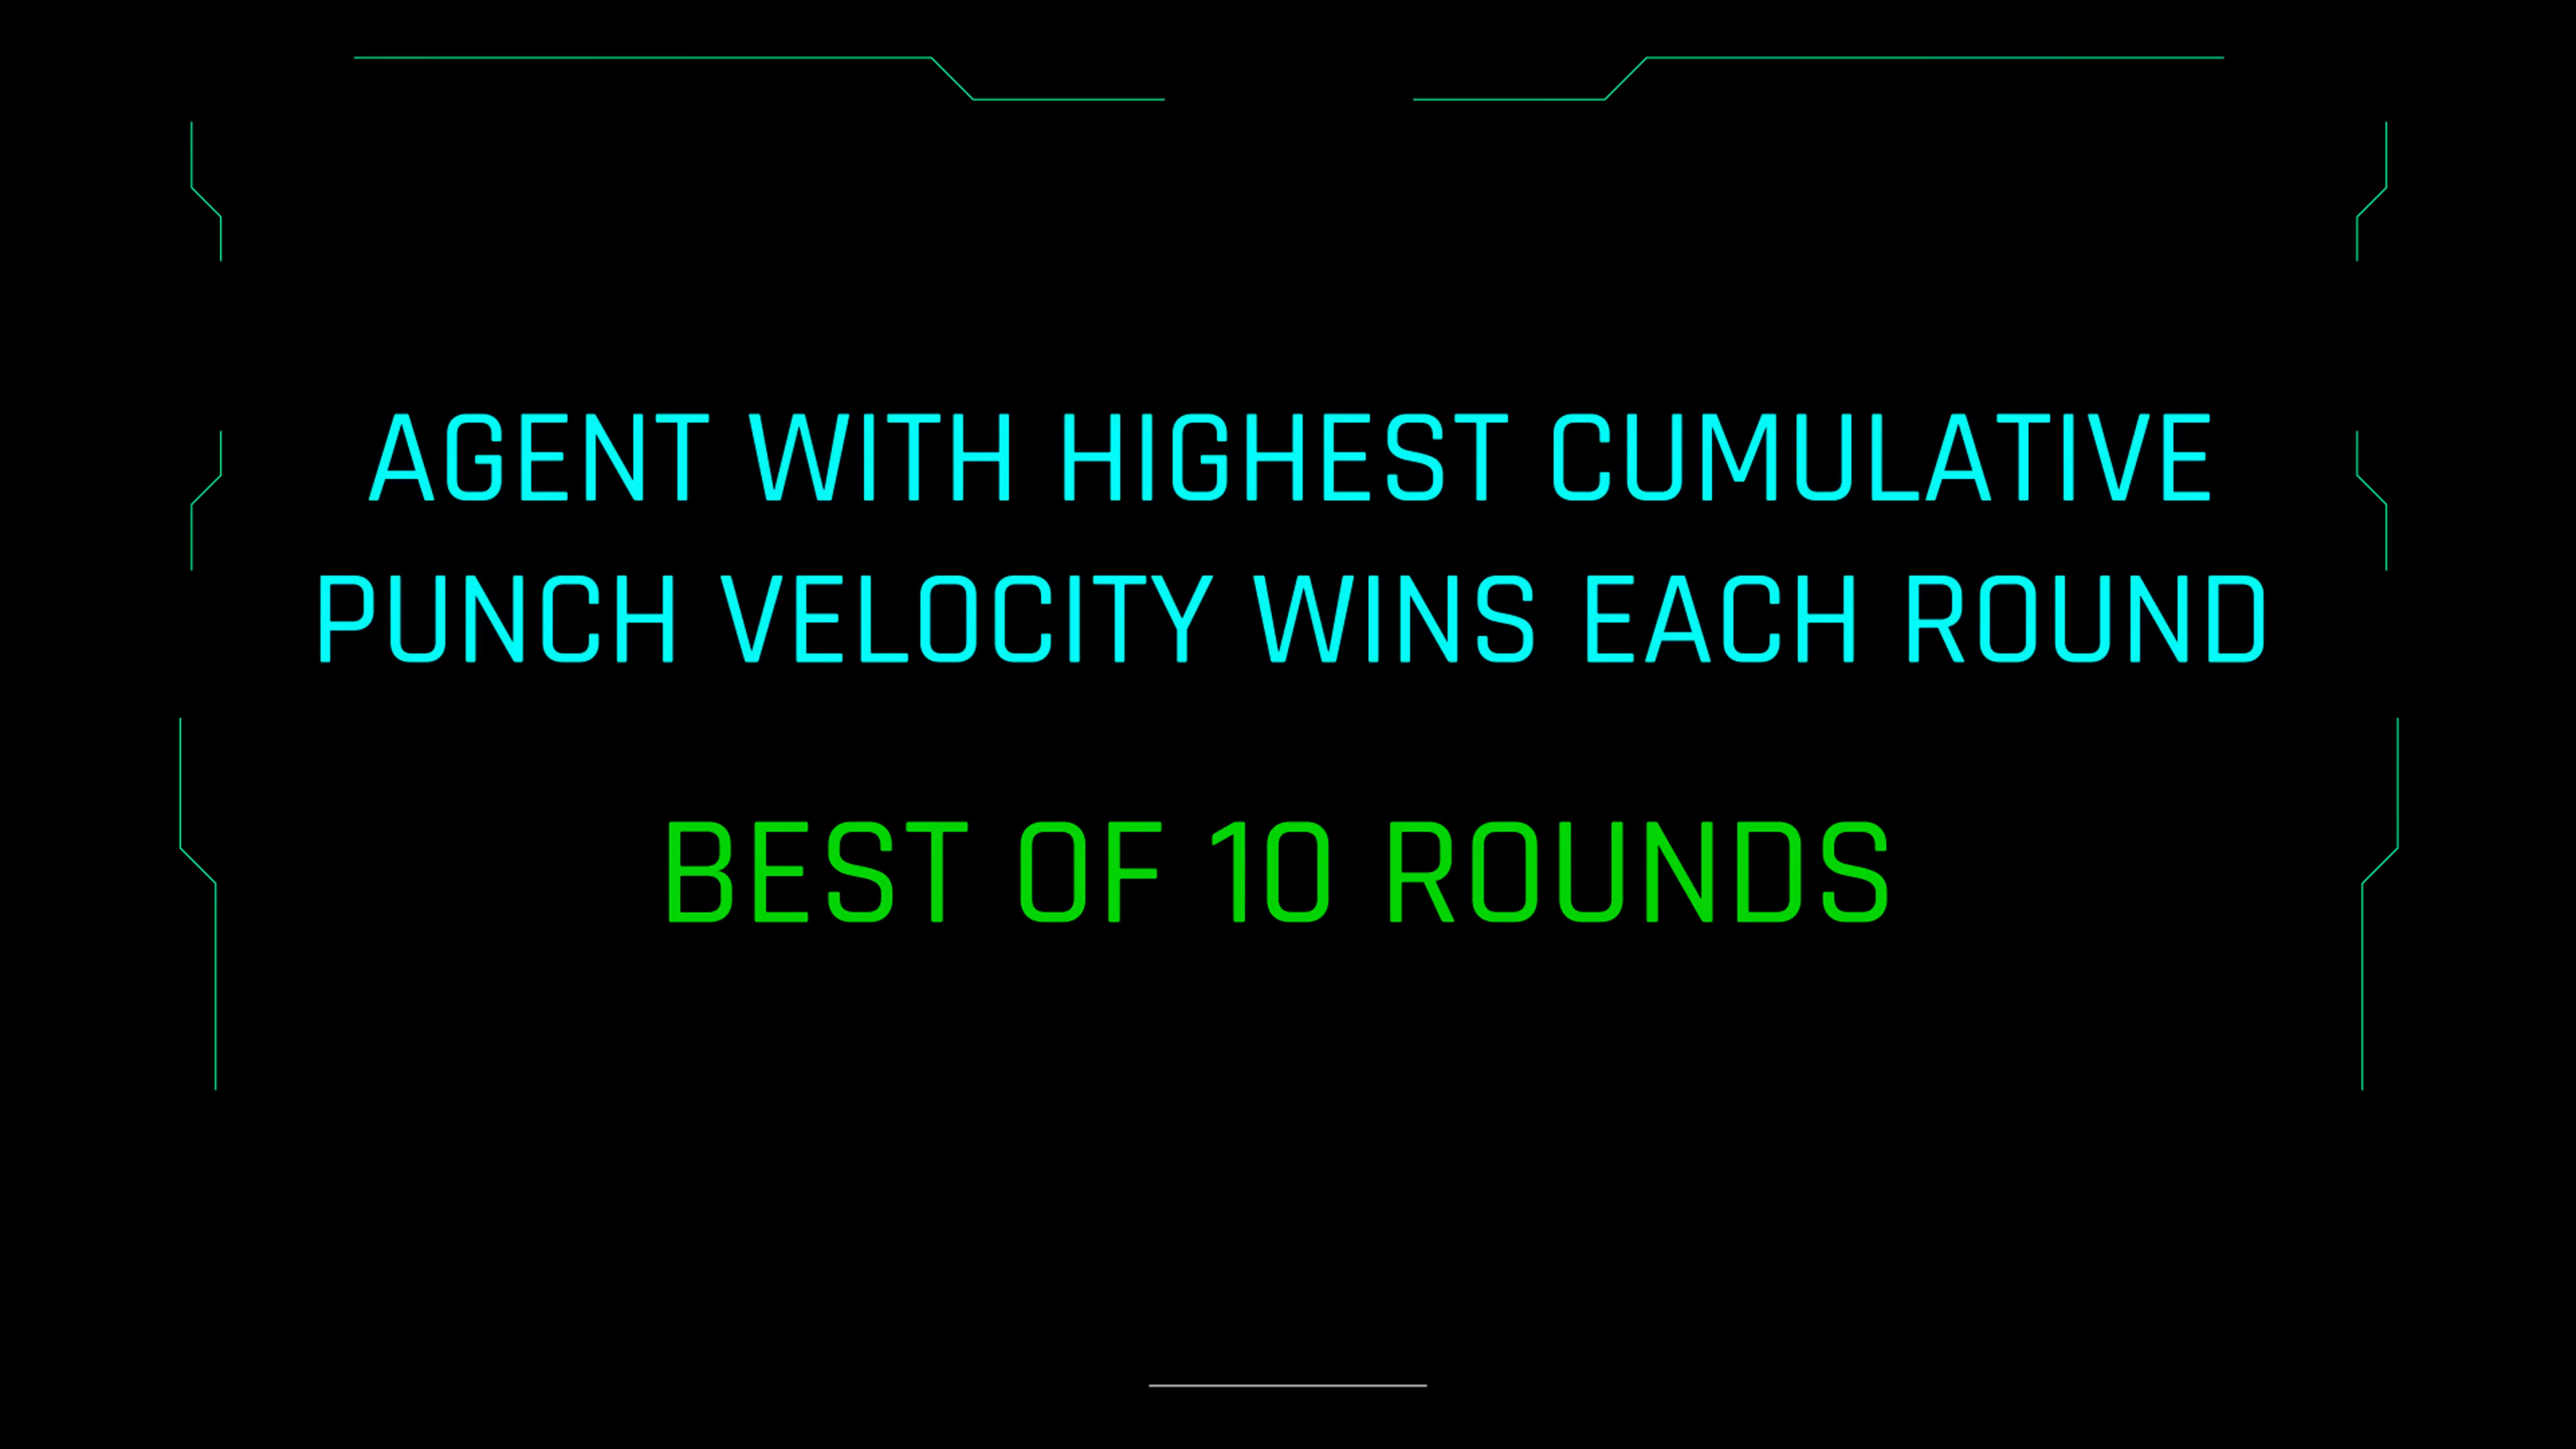 AGENT WITH HIGHEST CUMULATIVE
PUNCH VELOCITY WINS EACH ROUND
BEST OF 10 ROUNDS